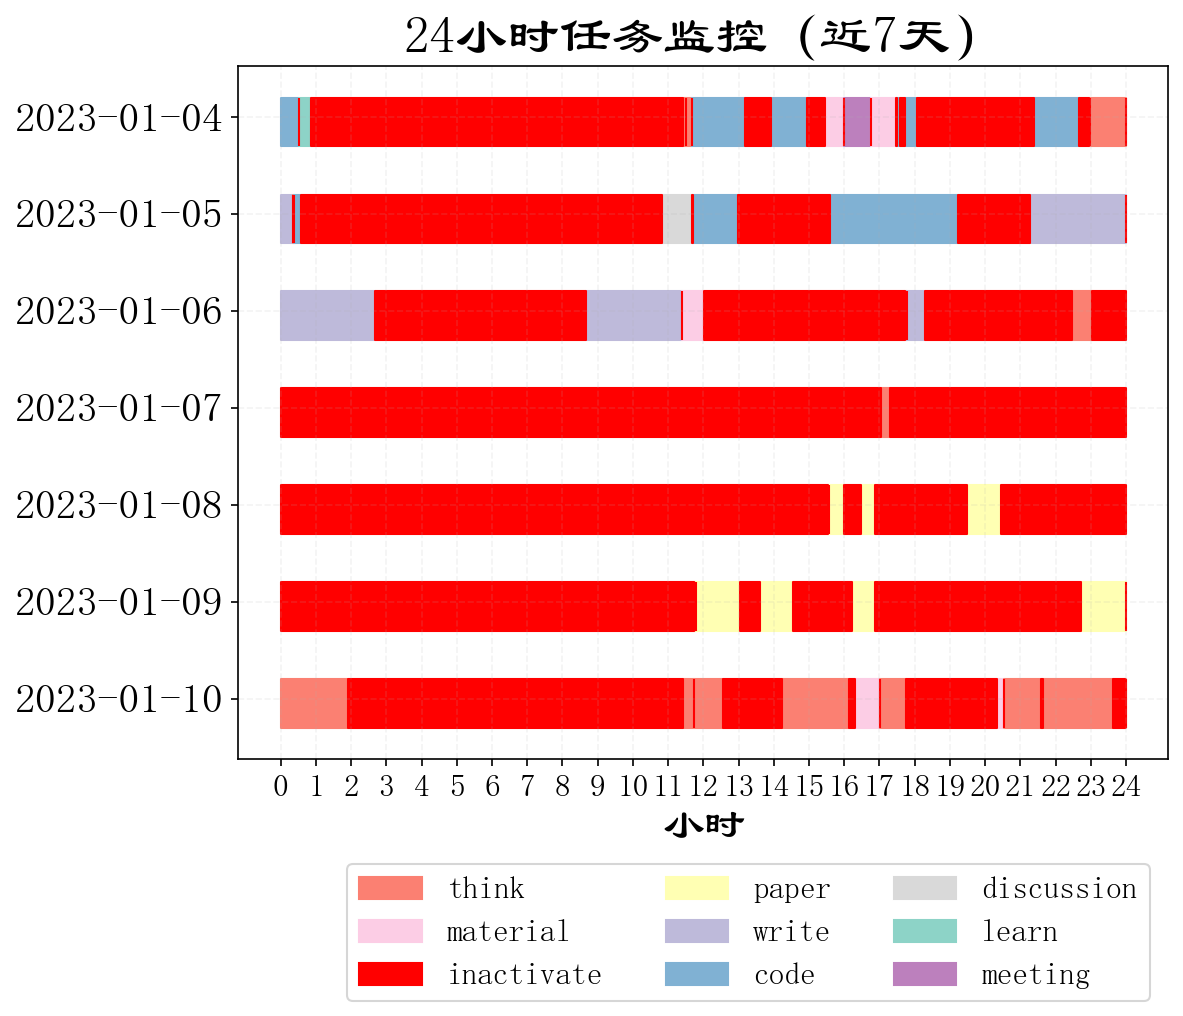 24小时任务监控 (近7天)
2023-01-04
2023-01-05
2023-01-06
2023-01-07
2023-01-08
2023-01-09
2023-01-10
0 1 2 3 4 5 6 7 8 9 10 11 12 13 14 15 16 17 18 19 20 21 22 23 24
小时
think paper discussion
material write learn
inactivate code meeting